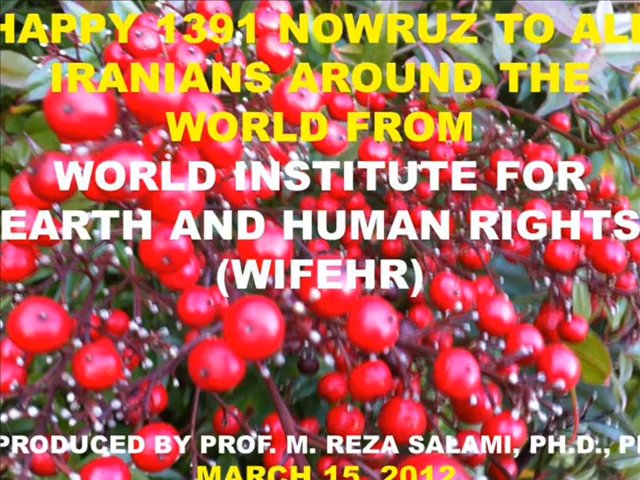 HAPPY 1391 NOWRUZ TO ALL
IRANIANS AROUND THE
WORLD FROM
WORLD INSTITUTE FOR
EARTH AND HUMAN RIGHTS
(WIFEHR)
PRODUCED BY PROF. M. REZA SALAMI, PH.D., P
MARCH 15, 2012